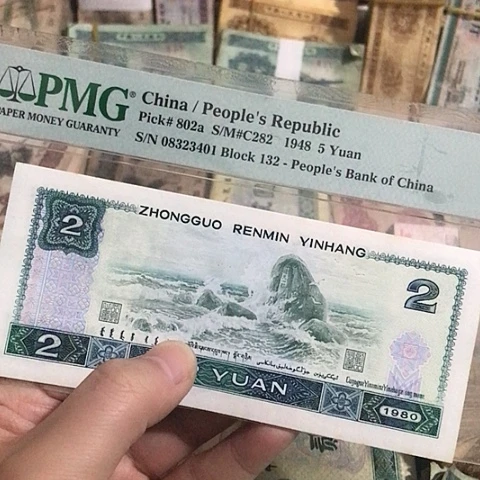 PMG®
PAPER MONEY GUARANTY
China / People's Republic
Pick# 802a S/M#C282 1948 5 Yuan
S/N 08323401 Block 132 - People's Bank of China
ZHONGGUO RENMIN YINHANG
2
2
2
YUAN
1980